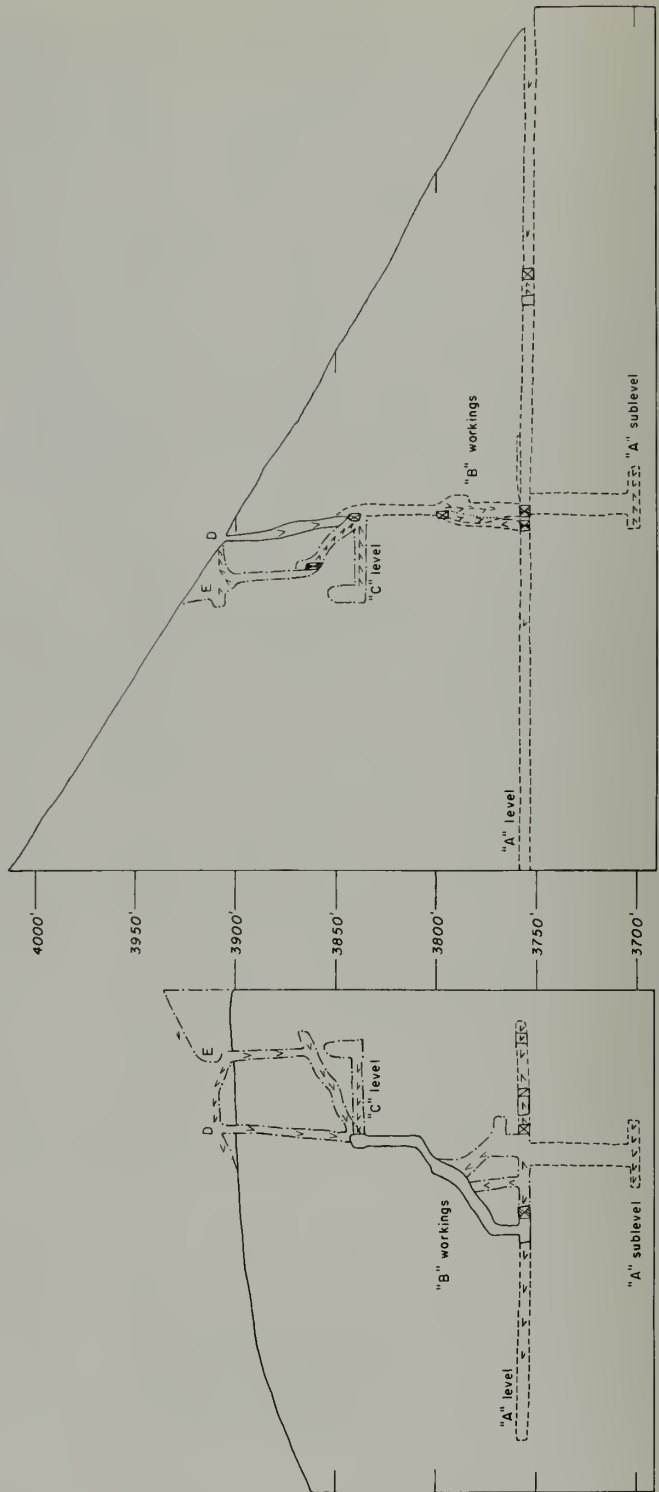 D
E
"C" level
"B" workings
"A" level
"A" sublevel
4000'
3950'
3900'
3850'
3800'
3750'
3700'
E
D
"C" level
"B" workings
"A" level
"A" sublevel